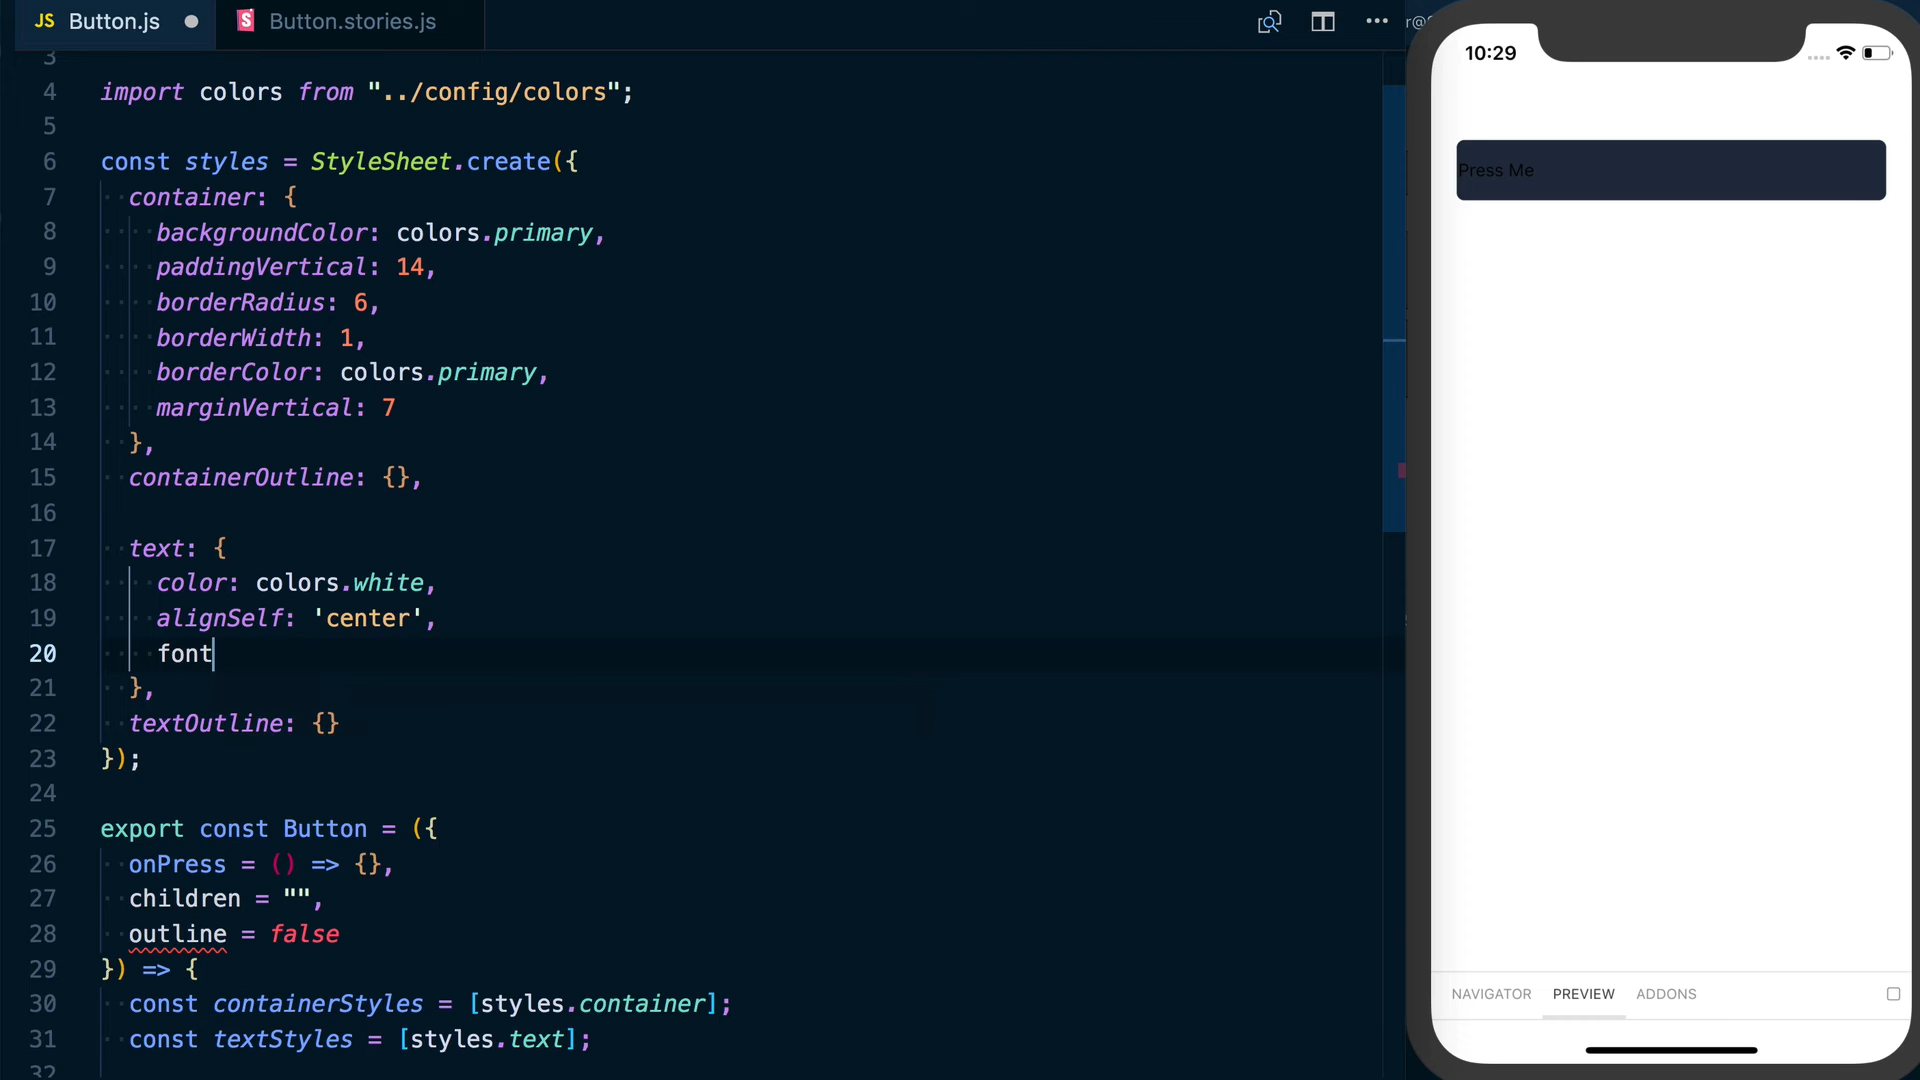 JS Button.js Button.stories.js
r@
3
4 import colors from "../config/colors";
5
6 const styles = StyleSheet.create({
7 container: {
8 backgroundColor: colors.primary,
9 paddingVertical: 14,
10 borderRadius: 6,
11 borderWidth: 1,
12 borderColor: colors.primary,
13 marginVertical: 7
14 },
15 containerOutline: {},
16
17 text: {
18 color: colors.white,
19 alignSelf: 'center',
20 font
21 },
22 textOutline: {}
23 });
24
25 export const Button = ({
26 onPress = () => {},
27 children = "",
28 outline = false
29 }) => {
30 const containerStyles = [styles.container];
31 const textStyles = [styles.text];
32
10:29
Press Me
NAVIGATOR PREVIEW ADDONS